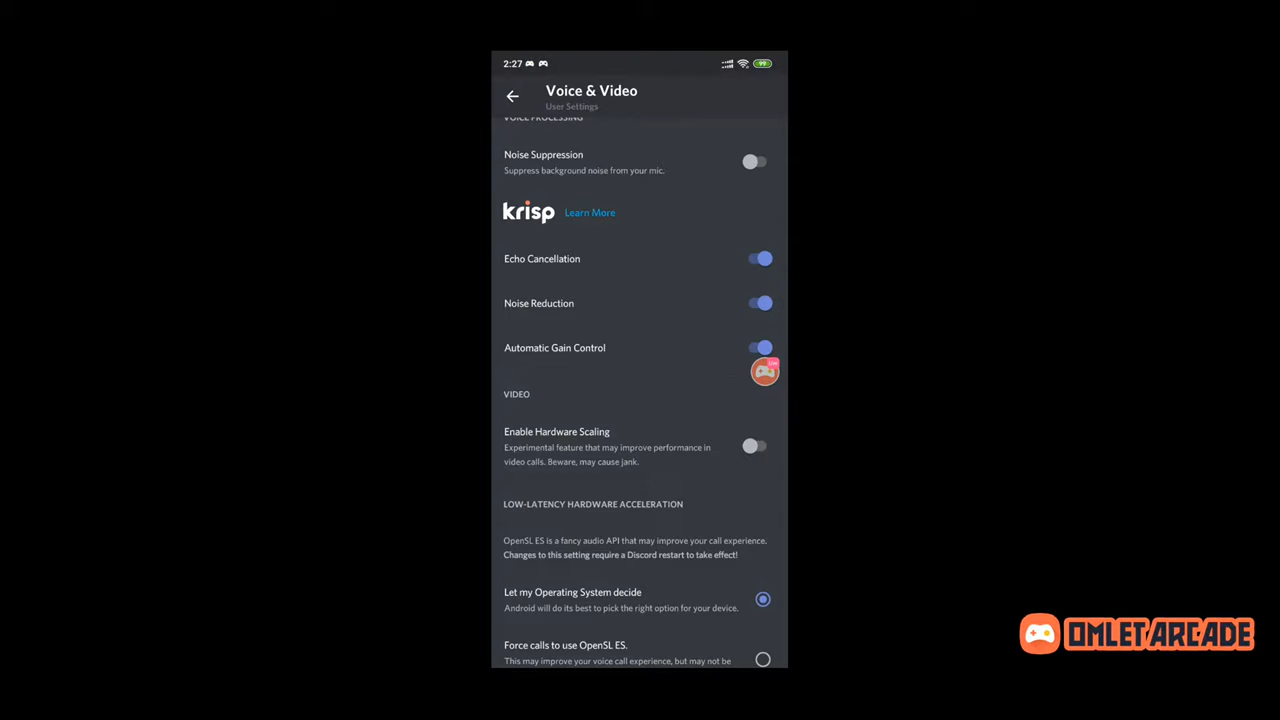 2:27
99
Voice & Video
User Settings
VOICE PROCESSING
Noise Suppression
Suppress background noise from your mic.
krisp Learn More
Echo Cancellation
Noise Reduction
Automatic Gain Control
VIDEO
Enable Hardware Scaling
Experimental feature that may improve performance in
video calls. Beware, may cause jank.
LOW-LATENCY HARDWARE ACCELERATION
OpenSL ES is a fancy audio API that may improve your call experience.
Changes to this setting require a Discord restart to take effect!
Let my Operating System decide
Android will do its best to pick the right option for your device.
Force calls to use OpenSL ES.
This may improve your voice call experience, but may not be
OMLET ARCADE